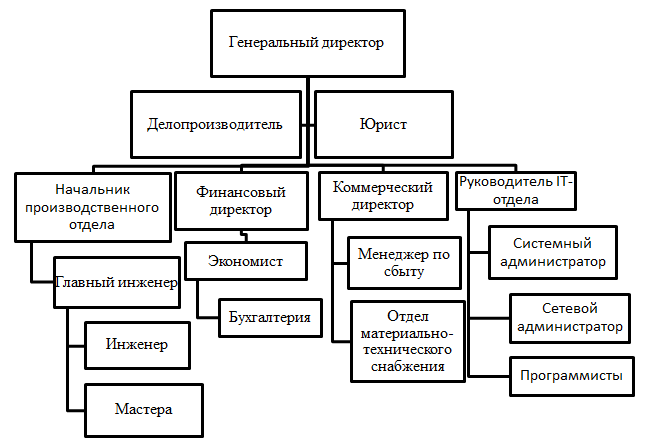 Генеральный директор
Делопроизводитель
Юрист
Начальник
производственного
отдела
Финансовый
директор
Коммерческий
директор
Руководитель IT-
отдела
Главный инженер
Инженер
Мастера
Экономист
Бухгалтерия
Менеджер по
сбыту
Отдел
материально-
технического
снабжения
Системный
администратор
Сетевой
администратор
Программисты